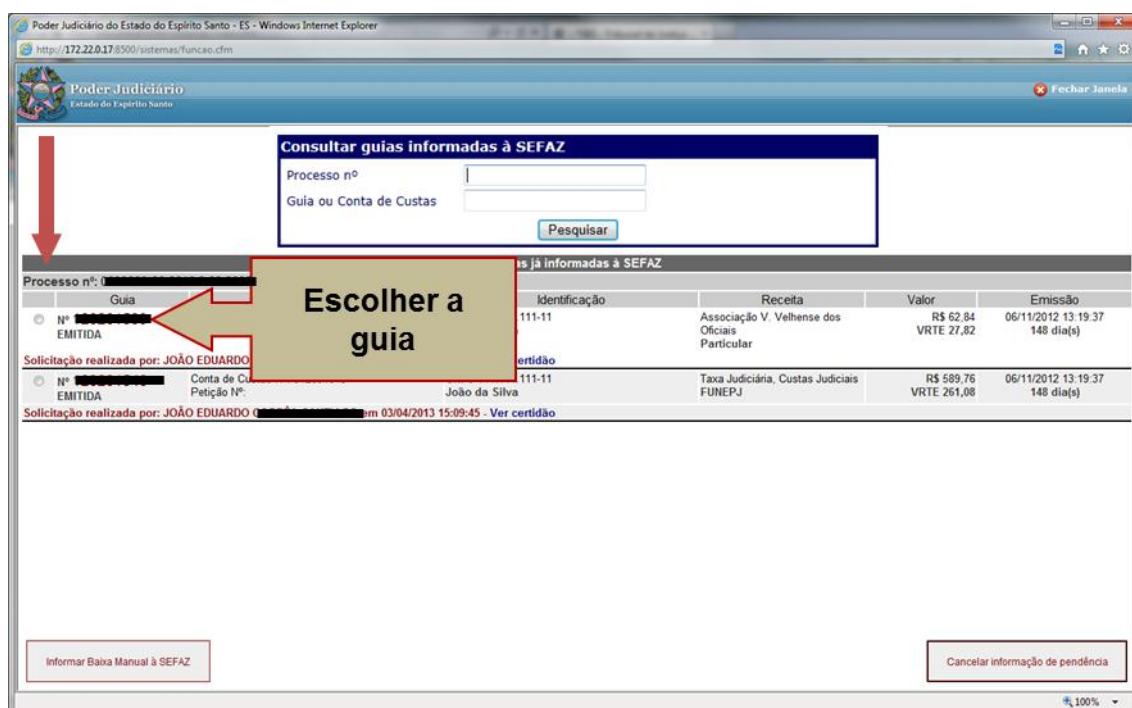 Poder Judiciário do Estado do Espírito Santo - ES - Windows Internet Explorer
http://172.22.0.17:8500/sistemas/funcao.cfm
Poder Judiciário
Estado do Espírito Santo
Fechar Janela
Consultar guias informadas à SEFAZ
Processo nº
Guia ou Conta de Custas
Pesquisar
já informadas à SEFAZ
Processo nº:
Guia Identificação Receita Valor Emissão
Nº 111-11 Associação V. Velhense dos R$ 62,84 06/11/2012 13:19:37
EMITIDA Oficiais VRTE 27,82 148 dia(s)
Particular
Solicitação realizada por: JOÃO EDUARDO
Escolher a
guia
Nº Conta de 111-11 Taxa Judiciária, Custas Judiciais R$ 589,76 06/11/2012 13:19:37
EMITIDA Petição Nº: João da Silva FUNEPJ VRTE 261,08 148 dia(s)
Solicitação realizada por: JOÃO EDUARDO em 03/04/2013 15:09:45 - Ver certidão
Informar Baixa Manual à SEFAZ
Cancelar informação de pendência
100%